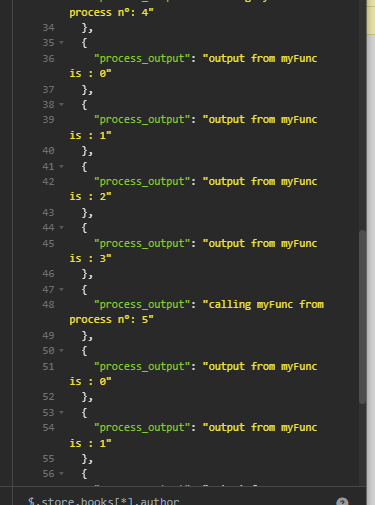 process nº: 4"
34 },
35 {
36 "process_output": "output from myFunc
is : 0"
37 },
38 {
39 "process_output": "output from myFunc
is : 1"
40 },
41 {
42 "process_output": "output from myFunc
is : 2"
43 },
44 {
45 "process_output": "output from myFunc
is : 3"
46 },
47 {
48 "process_output": "calling myFunc from
process nº: 5"
49 },
50 {
51 "process_output": "output from myFunc
is : 0"
52 },
53 {
54 "process_output": "output from myFunc
is : 1"
55 },
56 {
$.store.books[*].author ?